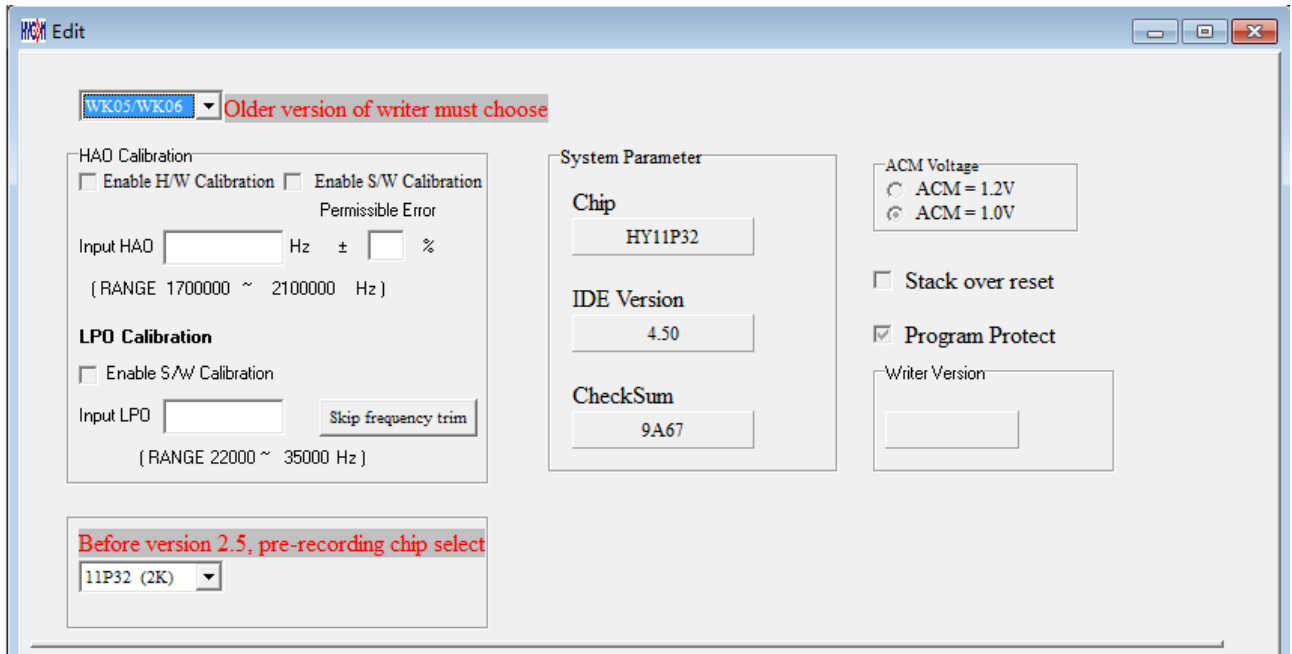 HYCON Edit
WK05/WK06 Older version of writer must choose
HAO Calibration
Enable H/W Calibration Enable S/W Calibration
Permissible Error
Input HAO Hz ± %
( RANGE 1700000 ~ 2100000 Hz )
LPO Calibration
Enable S/W Calibration
Input LPO Skip frequency trim
( RANGE 22000 ~ 35000 Hz )
Before version 2.5, pre-recording chip select
11P32 (2K)
System Parameter
Chip
HY11P32
IDE Version
4.50
CheckSum
9A67
ACM Voltage
ACM = 1.2V
ACM = 1.0V
Stack over reset
Program Protect
Writer Version